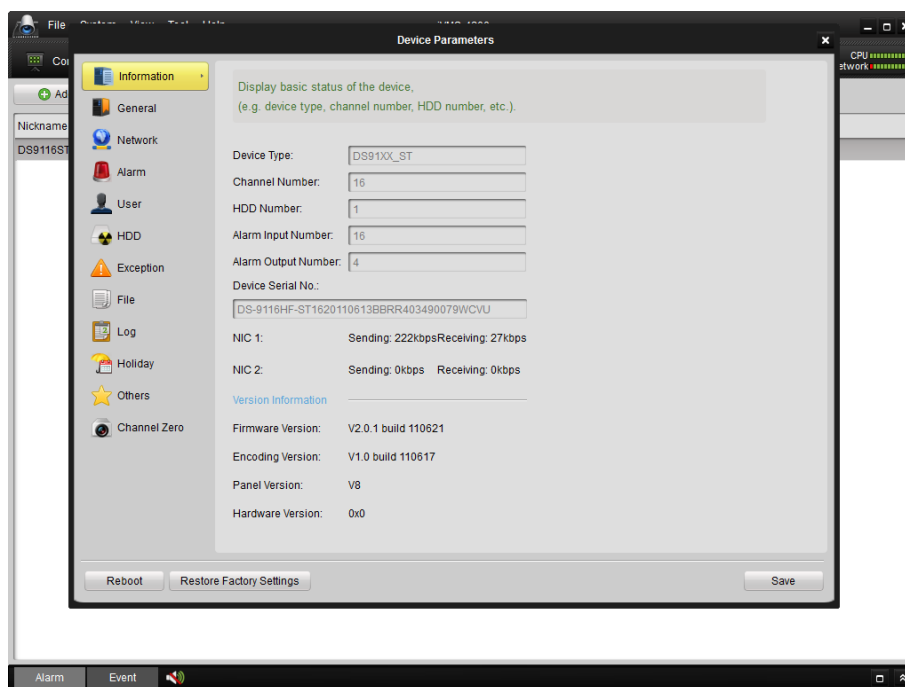 File
Device Parameters
CPU
Ad
Nickname
DS9116ST
Information
General
Network
Alarm
User
HDD
Exception
File
Log
Holiday
Others
Channel Zero
Display basic status of the device,
(e.g. device type, channel number, HDD number, etc.).
Device Type: DS91XX_ST
Channel Number: 16
HDD Number: 1
Alarm Input Number: 16
Alarm Output Number: 4
Device Serial No.:
DS-9116HF-ST1620110613BBRR403490079WCVU
NIC 1: Sending: 222kbpsReceiving: 27kbps
NIC 2: Sending: 0kbps Receiving: 0kbps
Version Information
Firmware Version: V2.0.1 build 110621
Encoding Version: V1.0 build 110617
Panel Version: V8
Hardware Version: 0x0
Reboot Restore Factory Settings Save
Alarm Event